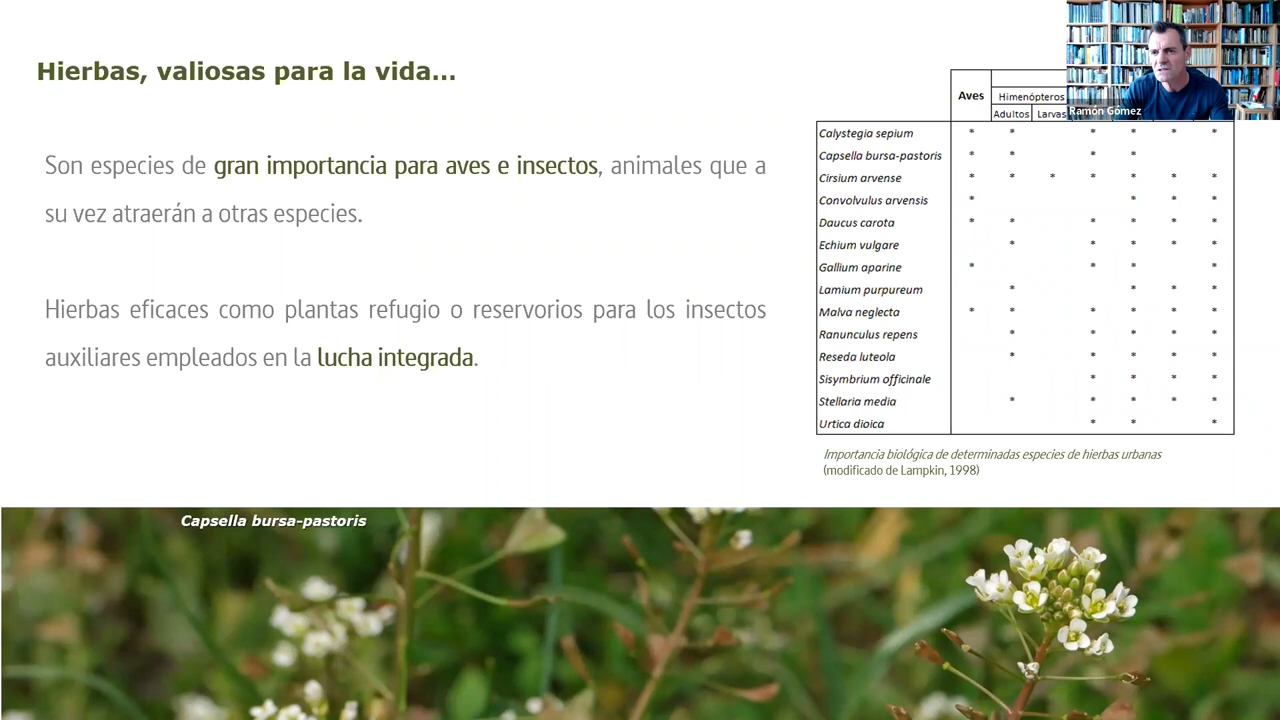 Hierbas, valiosas para la vida...
Son especies de gran importancia para aves e insectos, animales que a
su vez atraerán a otras especies.
Hierbas eficaces como plantas refugio o reservorios para los insectos
auxiliares empleados en la lucha integrada.
Ramón Gómez
Aves
Himenópteros
Adultos Larvas
Calystegia sepium * * * * * *
Capsella bursa-pastoris * * * *
Cirsium arvense * * * * * * *
Convolvulus arvensis * * * *
Daucus carota * * * * * *
Echium vulgare * * * * *
Gallium aparine * * * *
Lamium purpureum * * * *
Malva neglecta * * * * * *
Ranunculus repens * * * * *
Reseda luteola * * * * *
Sisymbrium officinale * * * *
Stellaria media * * * * *
Urtica dioica * * *
Importancia biológica de determinadas especies de hierbas urbanas
(modificado de Lampkin, 1998)
Capsella bursa-pastoris